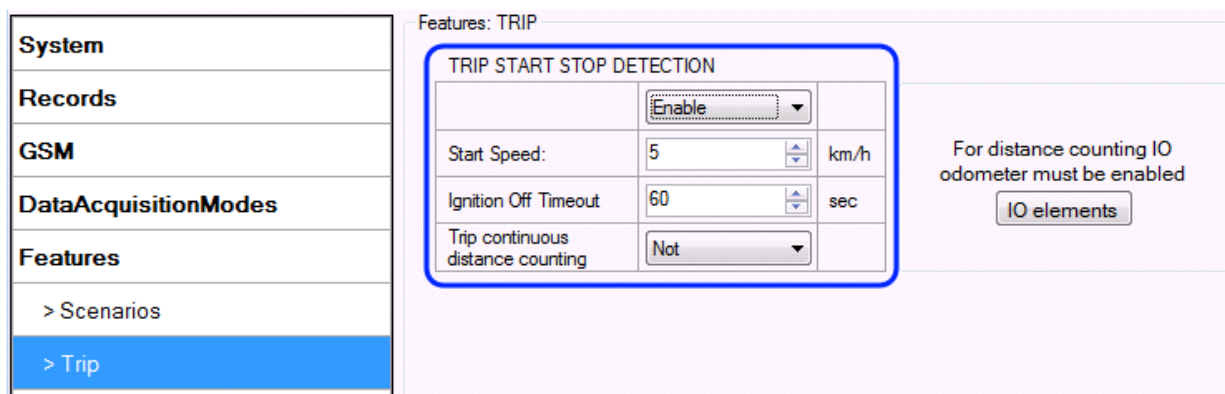 System
Records
GSM
DataAcquisitionModes
Features
> Scenarios
> Trip
Features: TRIP
TRIP START STOP DETECTION
Enable
Start Speed: 5 km/h
Ignition Off Timeout 60 sec
Trip continuous
distance counting Not
For distance counting IO
odometer must be enabled
IO elements